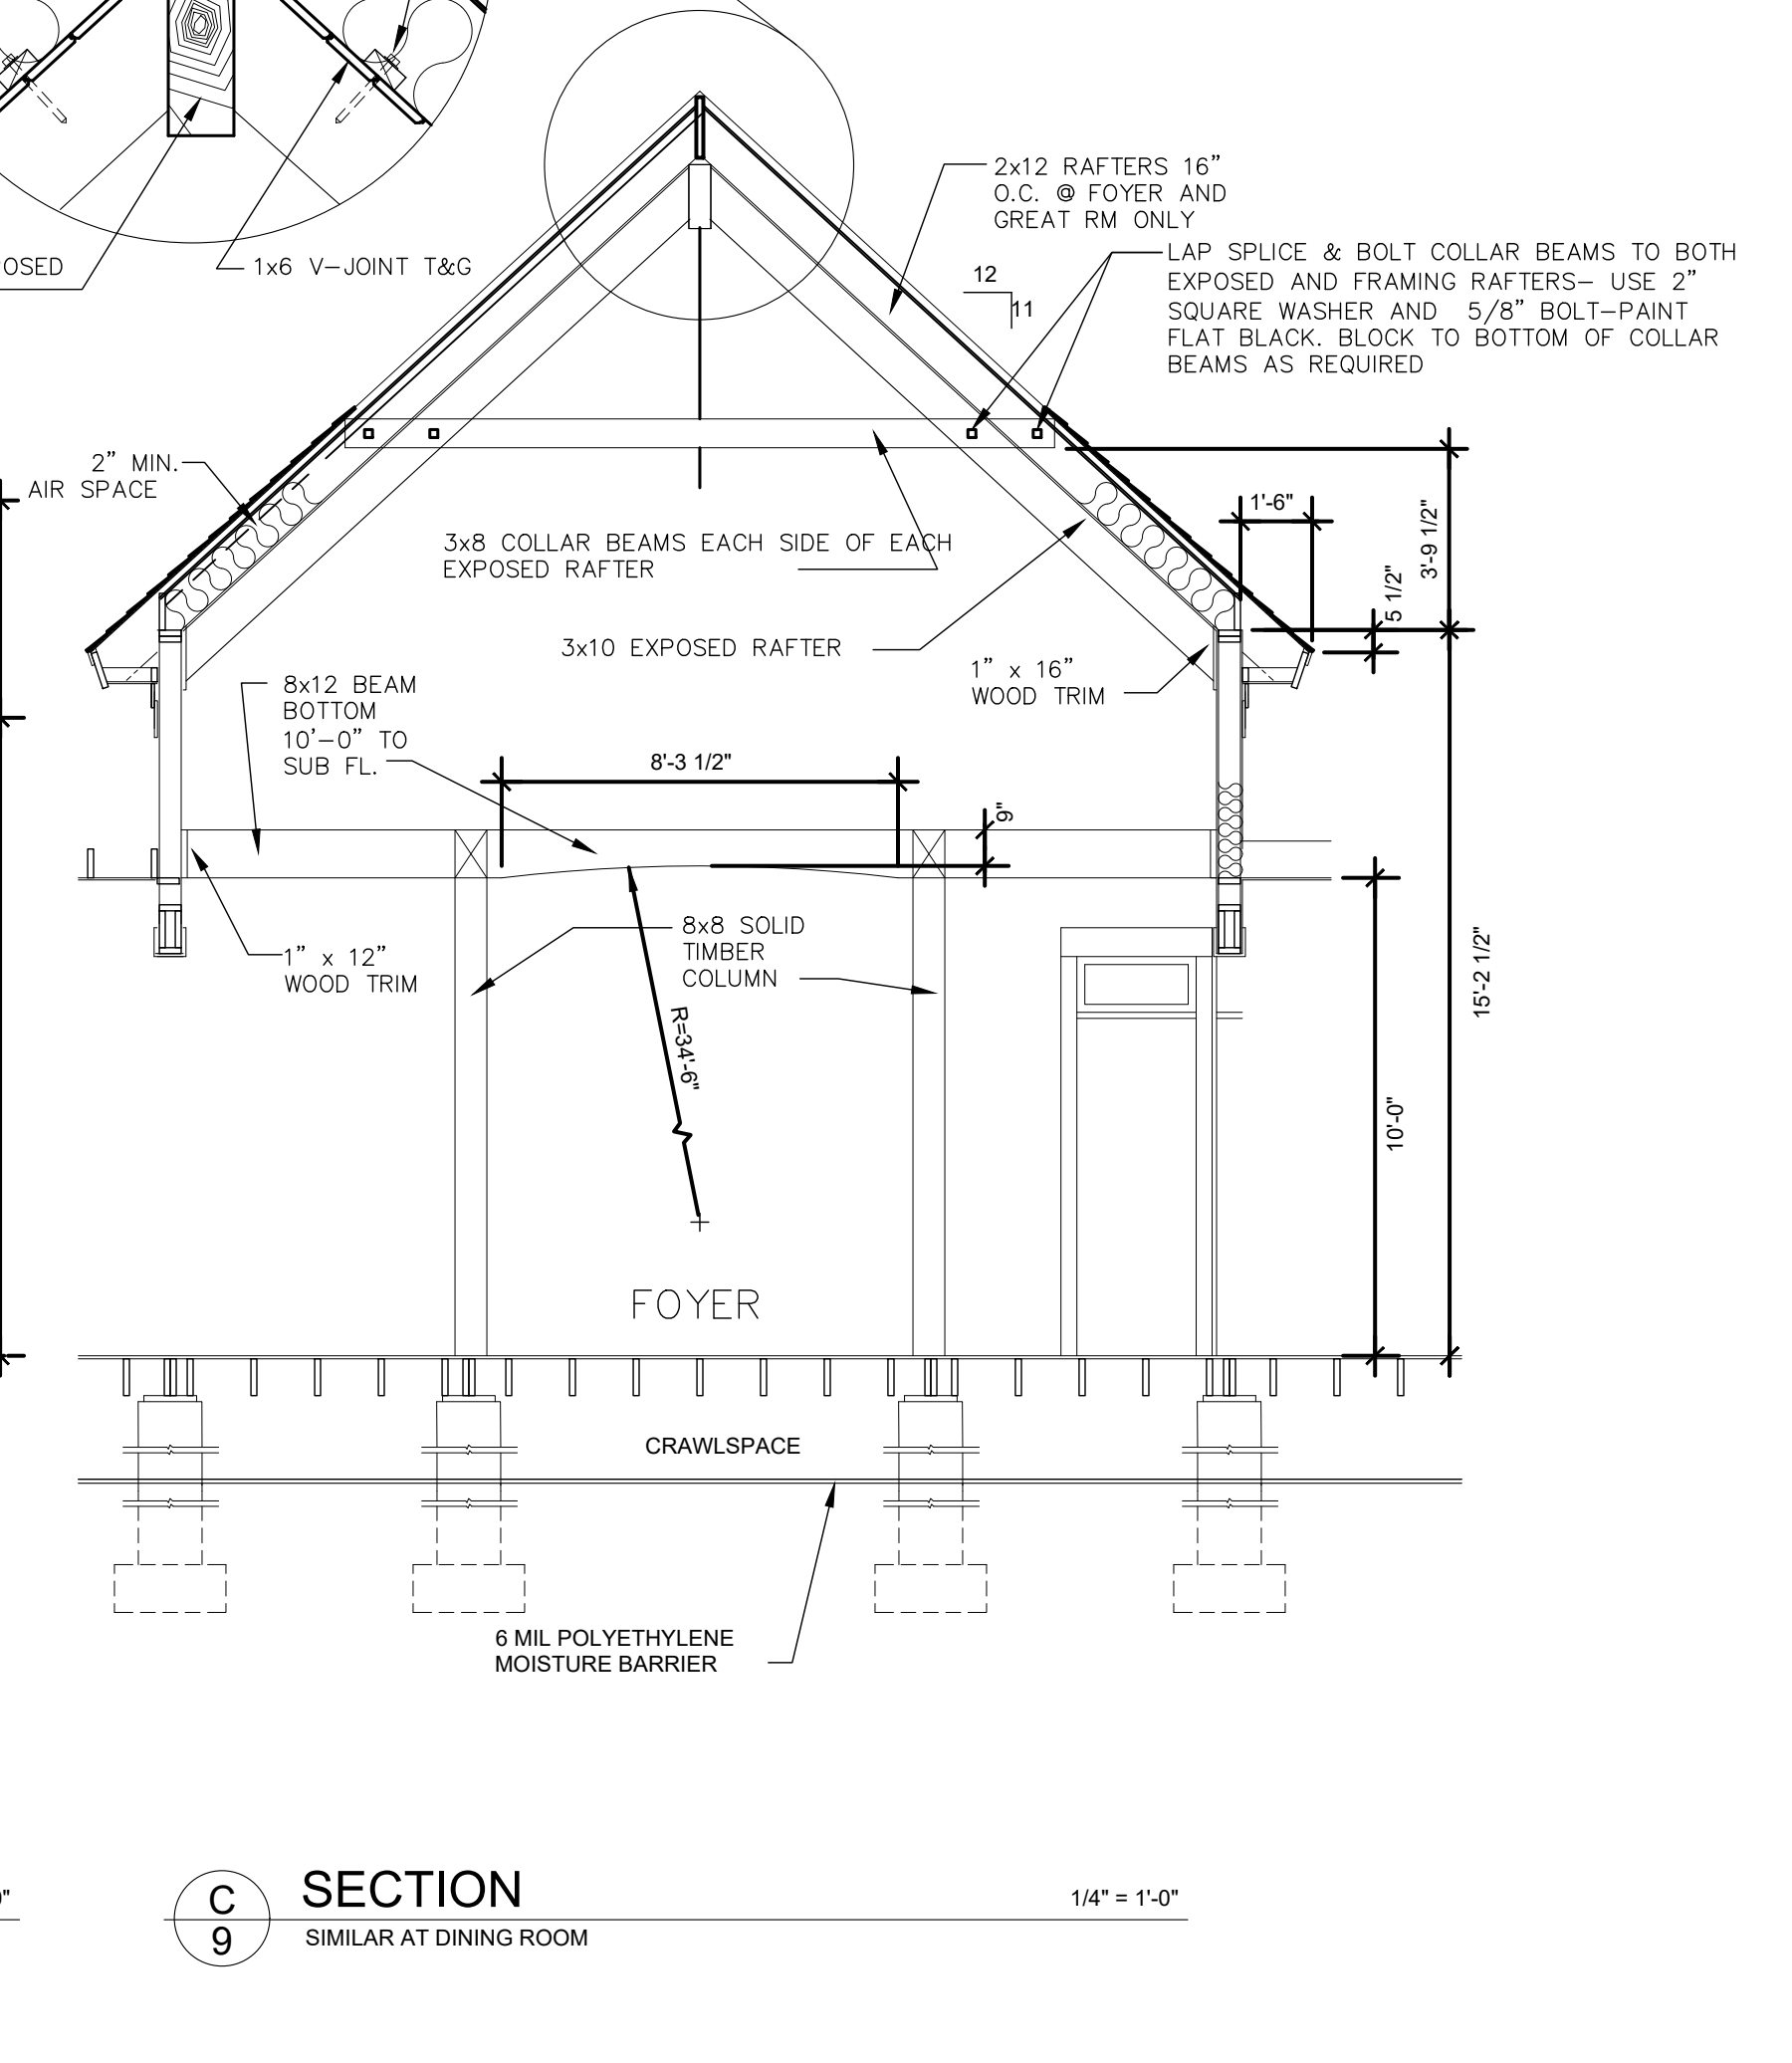 OSED
1x6 V-JOINT T&G
2x12 RAFTERS 16”
O.C. @ FOYER AND
GREAT RM ONLY
LAP SPLICE & BOLT COLLAR BEAMS TO BOTH
EXPOSED AND FRAMING RAFTERS- USE 2”
SQUARE WASHER AND 5/8” BOLT-PAINT
FLAT BLACK. BLOCK TO BOTTOM OF COLLAR
BEAMS AS REQUIRED
12
11
2” MIN.
AIR SPACE
3x8 COLLAR BEAMS EACH SIDE OF EACH
EXPOSED RAFTER
1'-6"
3'-9 1/2"
5 1/2"
3x10 EXPOSED RAFTER
1” x 16”
WOOD TRIM
8x12 BEAM
BOTTOM
10’-0” TO
SUB FL.
8'-3 1/2"
9"
1” x 12”
WOOD TRIM
8x8 SOLID
TIMBER
COLUMN
R=34'-6"
15'-2 1/2"
10'-0"
FOYER
CRAWLSPACE
6 MIL POLYETHYLENE
MOISTURE BARRIER
C
9
SECTION
1/4" = 1'-0"
SIMILAR AT DINING ROOM